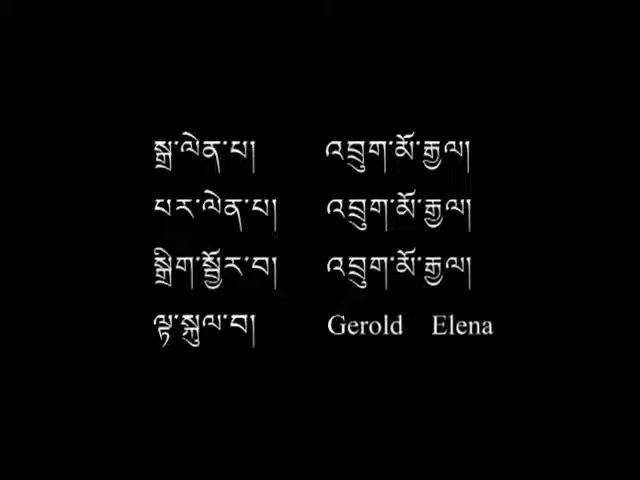 སྒྲ་ལེན་པ། འབྲུག་མོ་རྒྱལ།
པར་ལེན་པ། འབྲུག་མོ་རྒྱལ།
སྒྲིག་སྦྱོར་བ། འབྲུག་མོ་རྒྱལ།
ལྟ་སྐུལ་བ། Gerold Elena